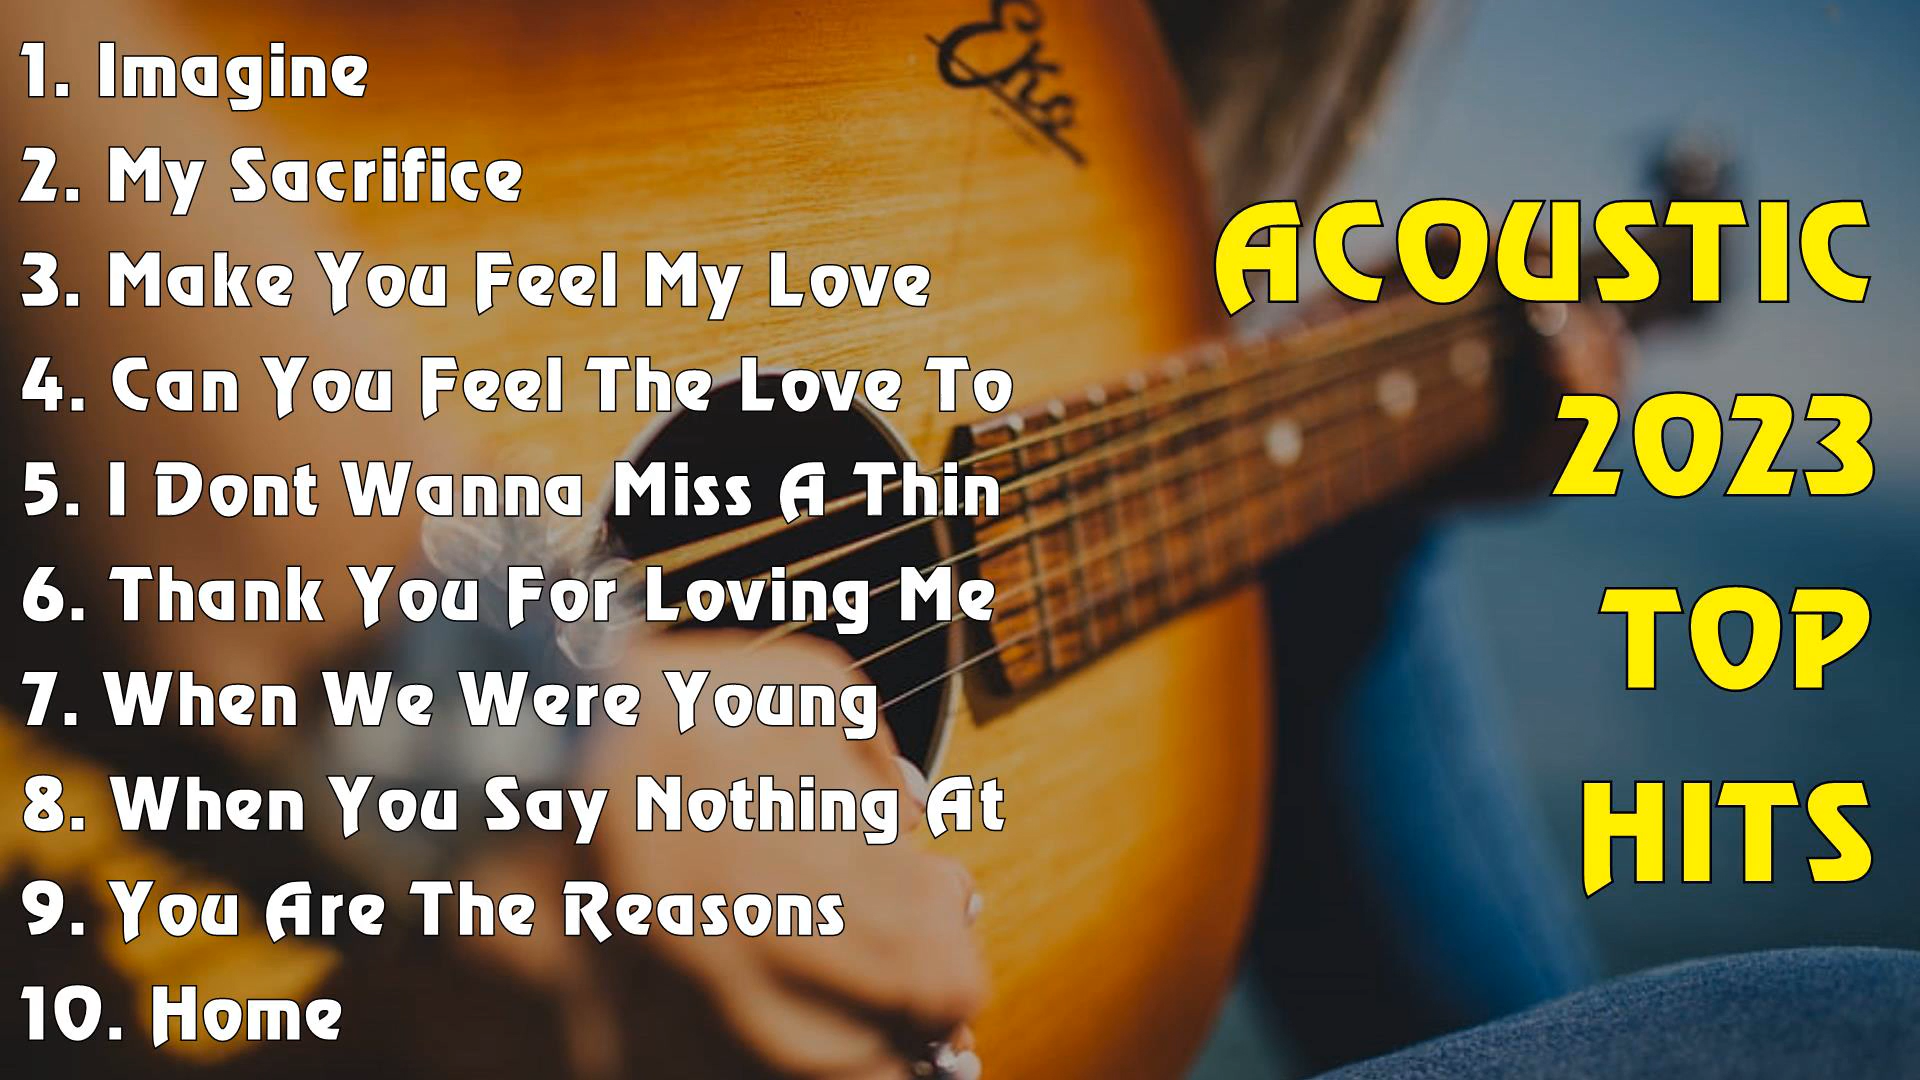 1. Imagine
2. My Sacrifice
3. Make You Feel My Love
4. Can You Feel The Love To
5. I Dont Wanna Miss A Thin
6. Thank You For Loving Me
7. When We Were Young
8. When You Say Nothing At
9. You Are The Reasons
10. Home
ACOUSTIC
2023
TOP
HITS